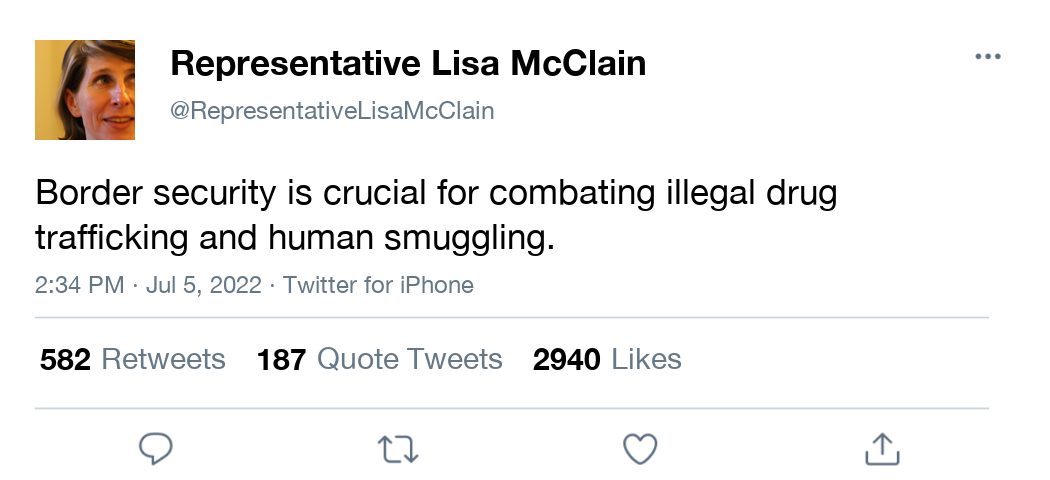 Representative Lisa McClain
@RepresentativeLisaMcClain
Border security is crucial for combating illegal drug
trafficking and human smuggling.
2:34 PM · Jul 5, 2022 · Twitter for iPhone
582 Retweets 187 Quote Tweets 2940 Likes